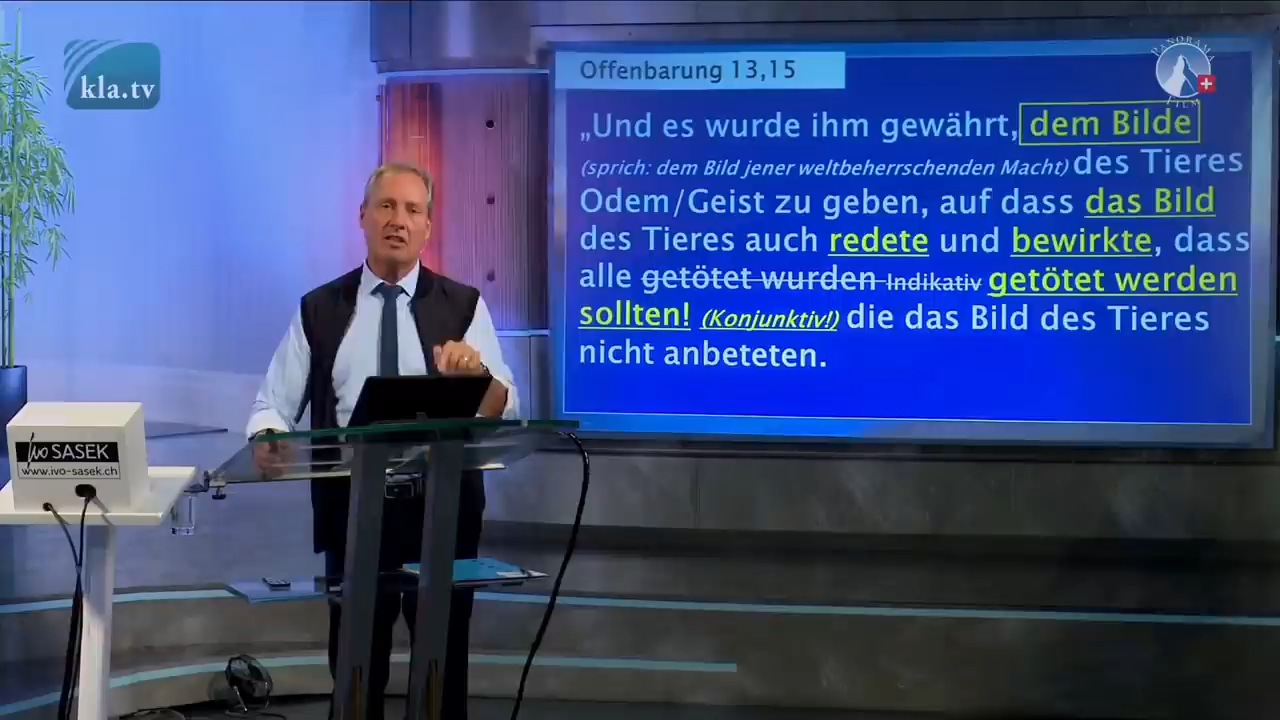 kla.tv
PANORAMA
FILM
Offenbarung 13,15
„Und es wurde ihm gewährt, dem Bilde
(sprich: dem Bild jener weltbeherrschenden Macht) des Tieres
Odem/Geist zu geben, auf dass das Bild
des Tieres auch redete und bewirkte, dass
alle getötet wurden Indikativ getötet werden
sollten! (Konjunktiv!) die das Bild des Tieres
nicht anbeteten.
Ivo SASEK
www.ivo-sasek.ch